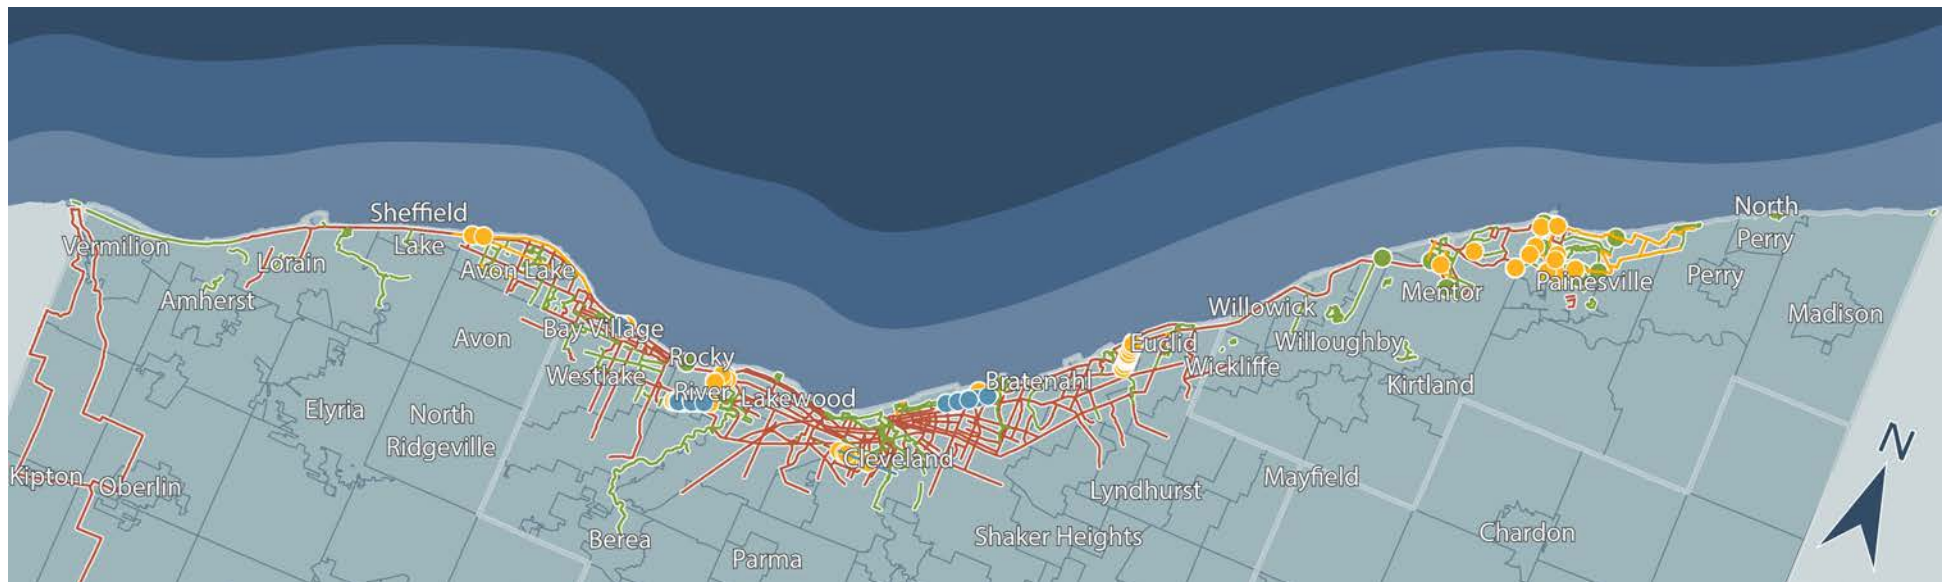 Vermilion
Amherst
Lorain
Sheffield
Lake
Avon Lake
Avon
Bay Village
Westlake
Rocky
River
Lakewood
Elyria
North
Ridgeville
Kipton
Oberlin
Berea
Parma
Cleveland
Bratenahl
Euclid
Wickliffe
Willowick
Willoughby
Kirtland
Mentor
Painesville
North
Perry
Perry
Madison
Lyndhurst
Mayfield
Shaker Heights
Chardon
N